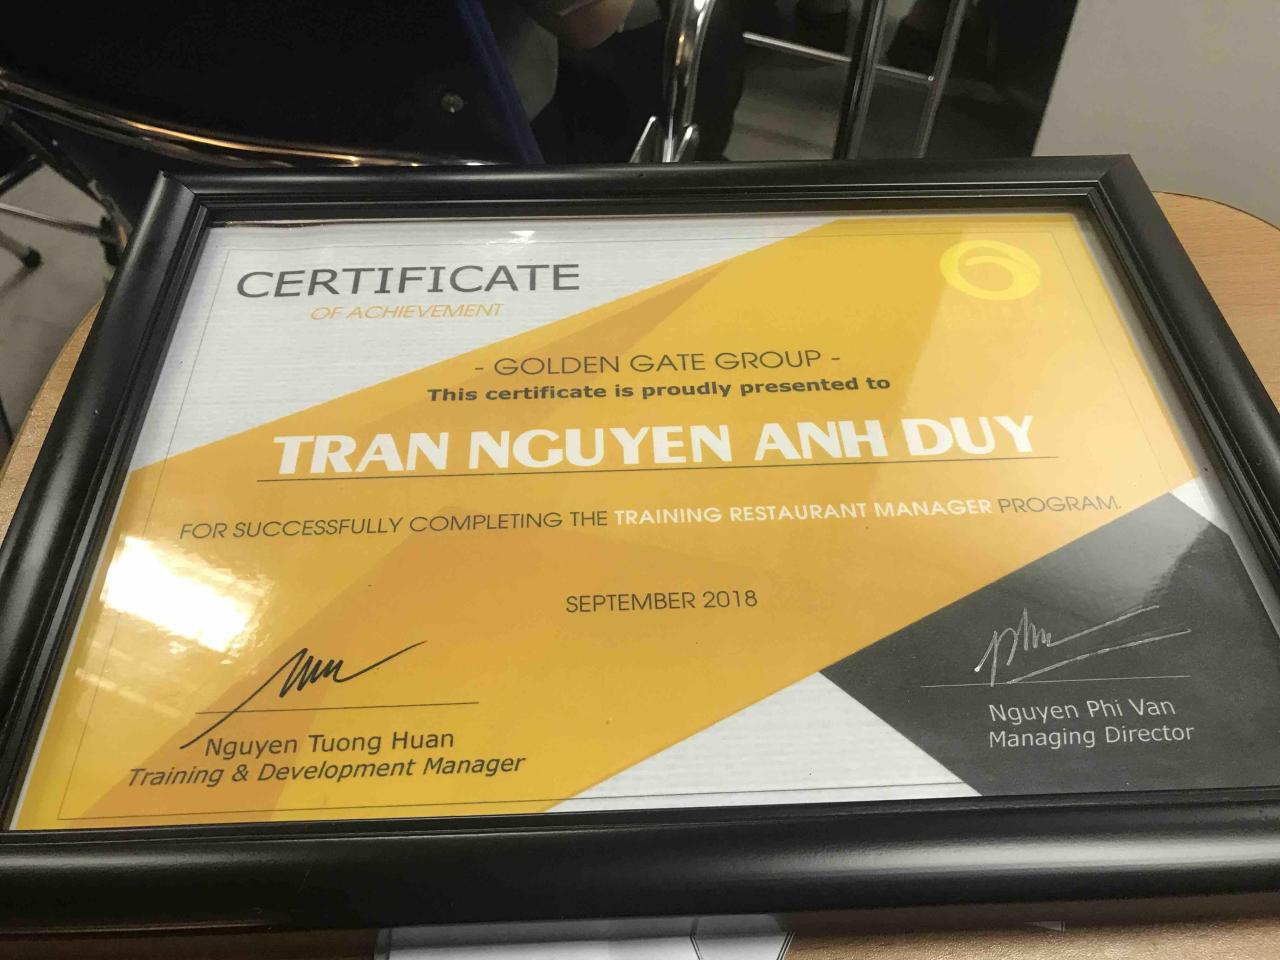 CERTIFICATE
OF ACHIEVEMENT
- GOLDEN GATE GROUP -
This certificate is proudly presented to
TRAN NGUYEN ANH DUY
FOR SUCCESSFULLY COMPLETING THE TRAINING RESTAURANT MANAGER PROGRAM.
SEPTEMBER 2018
Nguyen Tuong Huan
Training & Development Manager
Nguyen Phi Van
Managing Director